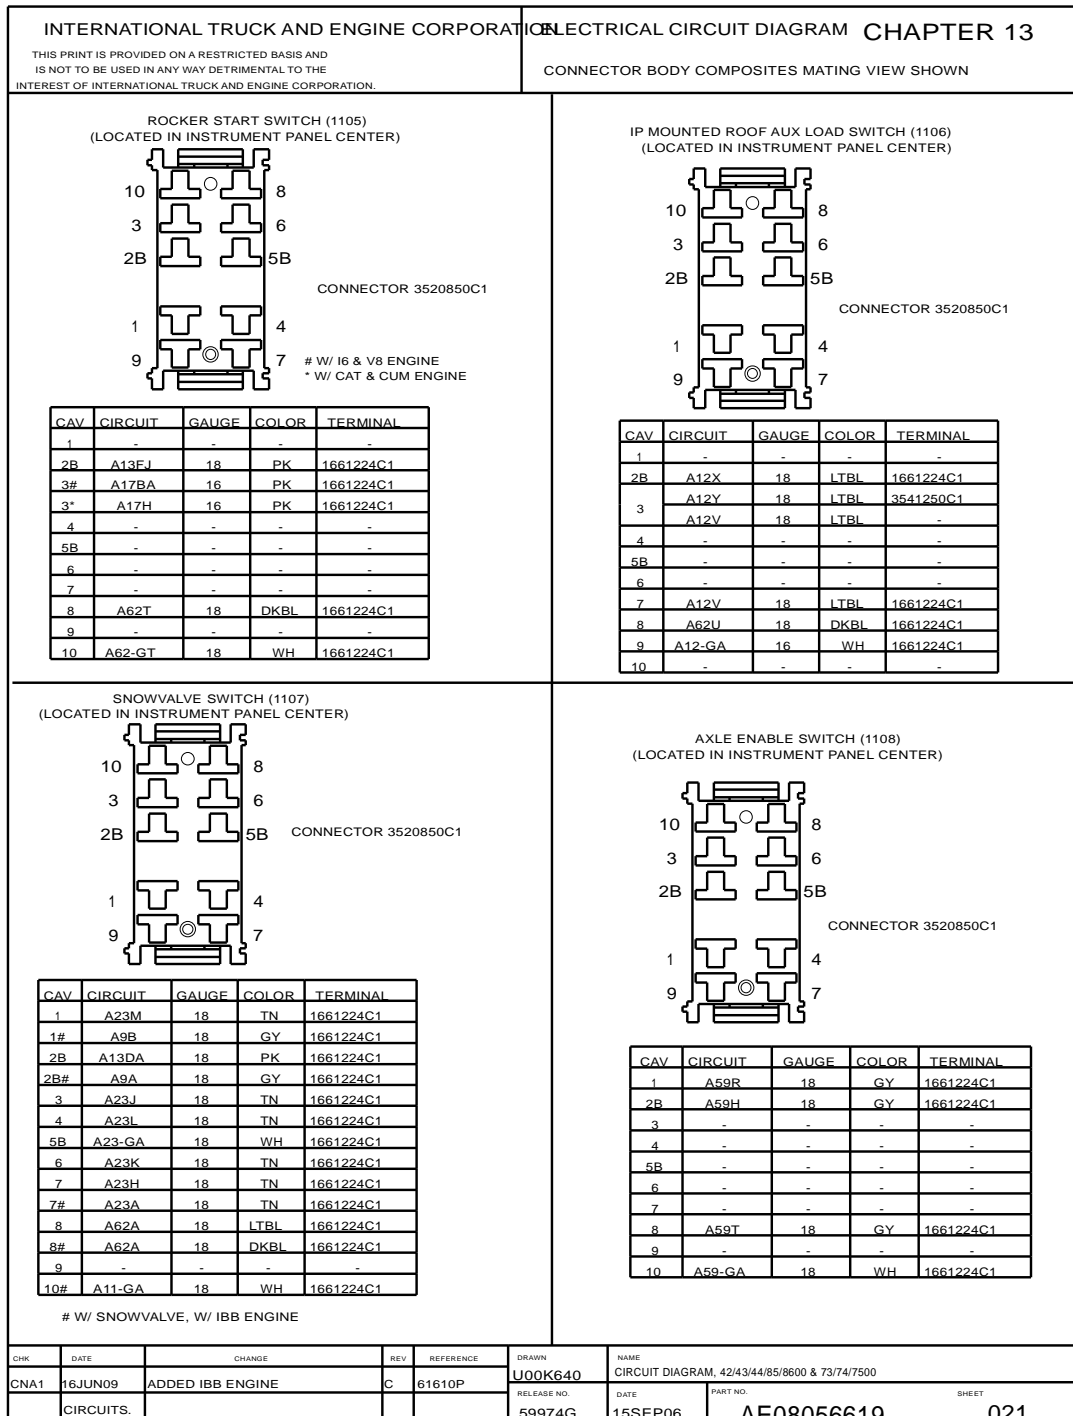 INTERNATIONAL TRUCK AND ENGINE CORPORATION
THIS PRINT IS PROVIDED ON A RESTRICTED BASIS AND
IS NOT TO BE USED IN ANY WAY DETRIMENTAL TO THE
INTEREST OF INTERNATIONAL TRUCK AND ENGINE CORPORATION.
ELECTRICAL CIRCUIT DIAGRAM CHAPTER 13
CONNECTOR BODY COMPOSITES MATING VIEW SHOWN
ROCKER START SWITCH (1105)
(LOCATED IN INSTRUMENT PANEL CENTER)
10 8
3 6
2B 5B
CONNECTOR 3520850C1
1 4
9 7
# W/ I6 & V8 ENGINE
* W/ CAT & CUM ENGINE
CAV CIRCUIT GAUGE COLOR TERMINAL
1 - - - -
2B A13FJ 18 PK 1661224C1
3# A17BA 16 PK 1661224C1
3* A17H 16 PK 1661224C1
4 - - - -
5B - - - -
6 - - - -
7 - - - -
8 A62T 18 DKBL 1661224C1
9 - - - -
10 A62-GT 18 WH 1661224C1
IP MOUNTED ROOF AUX LOAD SWITCH (1106)
(LOCATED IN INSTRUMENT PANEL CENTER)
10 8
3 6
2B 5B
CONNECTOR 3520850C1
1 4
9 7
CAV CIRCUIT GAUGE COLOR TERMINAL
1 - - - -
2B A12X 18 LTBL 1661224C1
3 A12Y 18 LTBL 3541250C1
A12V 18 LTBL -
4 - - - -
5B - - - -
6 - - - -
7 A12V 18 LTBL 1661224C1
8 A62U 18 DKBL 1661224C1
9 A12-GA 16 WH 1661224C1
10 - - - -
SNOWVALVE SWITCH (1107)
(LOCATED IN INSTRUMENT PANEL CENTER)
10 8
3 6
2B 5B
CONNECTOR 3520850C1
1 4
9 7
CAV CIRCUIT GAUGE COLOR TERMINAL
1 A23M 18 TN 1661224C1
1# A9B 18 GY 1661224C1
2B A13DA 18 PK 1661224C1
2B# A9A 18 GY 1661224C1
3 A23J 18 TN 1661224C1
4 A23L 18 TN 1661224C1
5B A23-GA 18 WH 1661224C1
6 A23K 18 TN 1661224C1
7 A23H 18 TN 1661224C1
7# A23A 18 TN 1661224C1
8 A62A 18 LTBL 1661224C1
8# A62A 18 DKBL 1661224C1
9 - - - -
10# A11-GA 18 WH 1661224C1
# W/ SNOWVALVE, W/ IBB ENGINE
AXLE ENABLE SWITCH (1108)
(LOCATED IN INSTRUMENT PANEL CENTER)
10 8
3 6
2B 5B
CONNECTOR 3520850C1
1 4
9 7
CAV CIRCUIT GAUGE COLOR TERMINAL
1 A59R 18 GY 1661224C1
2B A59H 18 GY 1661224C1
3 - - - -
4 - - - -
5B - - - -
6 - - - -
7 - - - -
8 A59T 18 GY 1661224C1
9 - - - -
10 A59-GA 18 WH 1661224C1
CHK DATE CHANGE REV REFERENCE
CNA1 16JUN09 ADDED IBB ENGINE C 61610P
CIRCUITS.
DRAWN
U00K640
NAME
CIRCUIT DIAGRAM, 42/43/44/85/8600 & 73/74/7500
RELEASE NO. DATE PART NO. SHEET
59974G 15SEP06 AE08056619 021